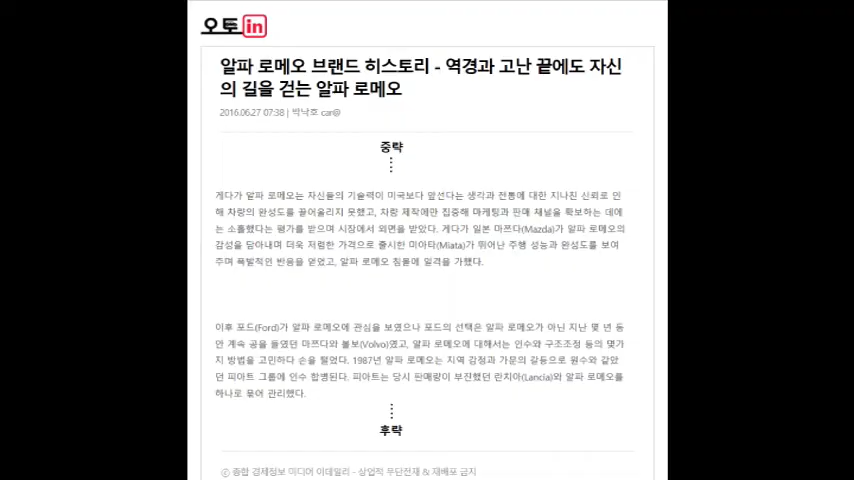 오토 in
알파 로메오 브랜드 히스토리 - 역경과 고난 끝에도 자신
의 길을 걷는 알파 로메오
2016.06.27 07:38 | 박낙호 car@
중략
게다가 알파 로메오는 자신들의 기술력이 미국보다 앞선다는 생각과 전통에 대한 지나친 신뢰로 인
해 차량의 완성도를 끌어올리지 못했고, 차량 제작에만 집중해 마케팅과 판매 채널을 확보하는 데에
는 소홀했다는 평가를 받으며 시장에서 외면을 받았다. 게다가 일본 마쯔다(Mazda)가 알파 로메오의
감성을 담아내며 더욱 저렴한 가격으로 출시한 미아타(Miata)가 뛰어난 주행 성능과 완성도를 보여
주며 폭발적인 반응을 얻었고, 알파 로메오 침몰에 일격을 가했다.
이후 포드(Ford)가 알파 로메오에 관심을 보였으나 포드의 선택은 알파 로메오가 아닌 지난 몇 년 동
안 계속 공을 들였던 마쯔다와 볼보(Volvo)였고, 알파 로메오에 대해서는 인수와 구조조정 등의 몇가
지 방법을 고민하다 손을 털었다. 1987년 알파 로메오는 지역 감정과 가문의 갈등으로 원수와 같았
던 피아트 그룹에 인수 합병된다. 피아트는 당시 판매량이 부진했던 란치아(Lancia)와 알파 로메오를
하나로 묶어 관리했다.
후략
ⓒ 종합 경제정보 미디어 이데일리 - 상업적 무단전재 & 재배포 금지